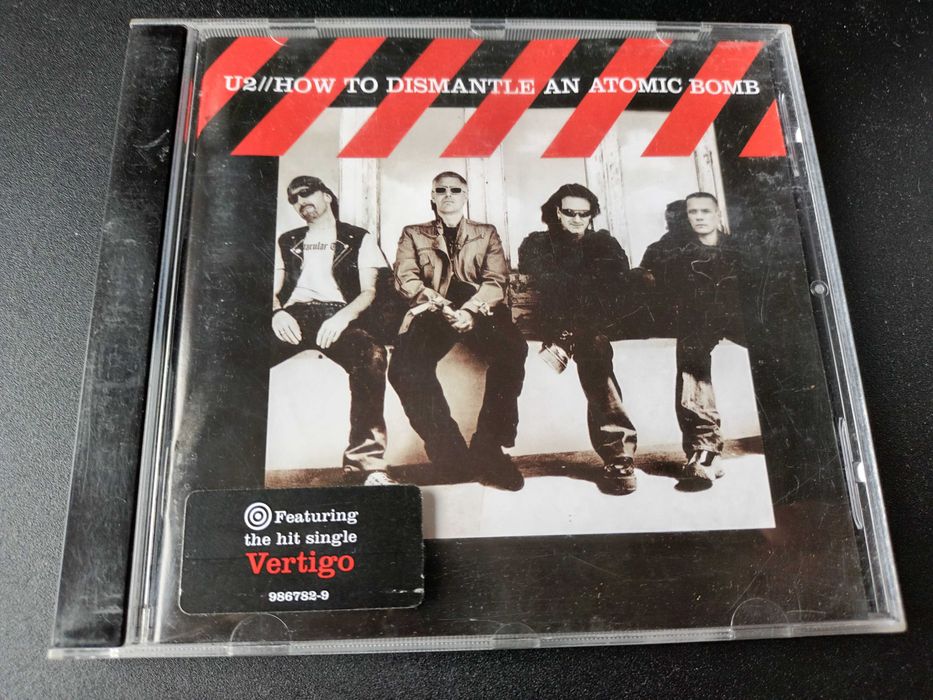 U2//HOW TO DISMANTLE AN ATOMIC BOMB
Featuring
the hit single
Vertigo
986782-9